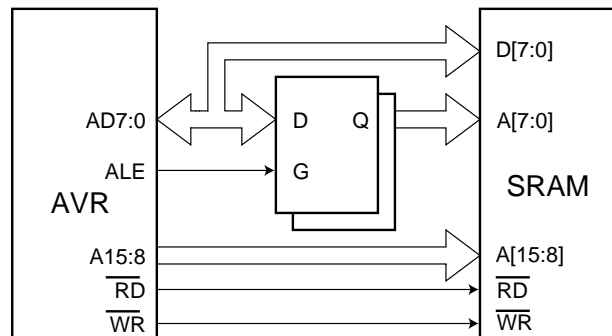 D[7:0]
AD7:0
D
Q
A[7:0]
ALE
G
AVR
SRAM
A15:8
A[15:8]
RD
RD
WR
WR